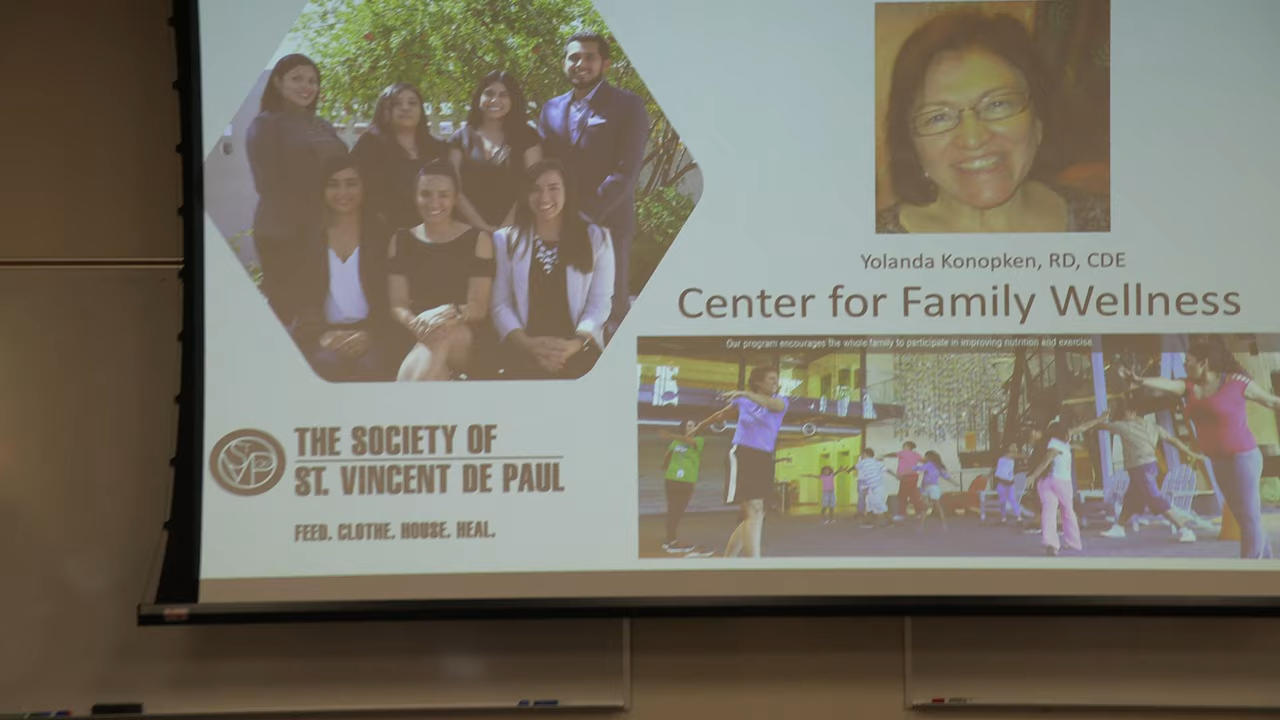 Yolanda Konopken, RD, CDE
Center for Family Wellness
Our program encourages the whole family to participate in improving nutrition and exercise
THE SOCIETY OF
ST. VINCENT DE PAUL
FEED. CLOTHE. HOUSE. HEAL.
SVDP